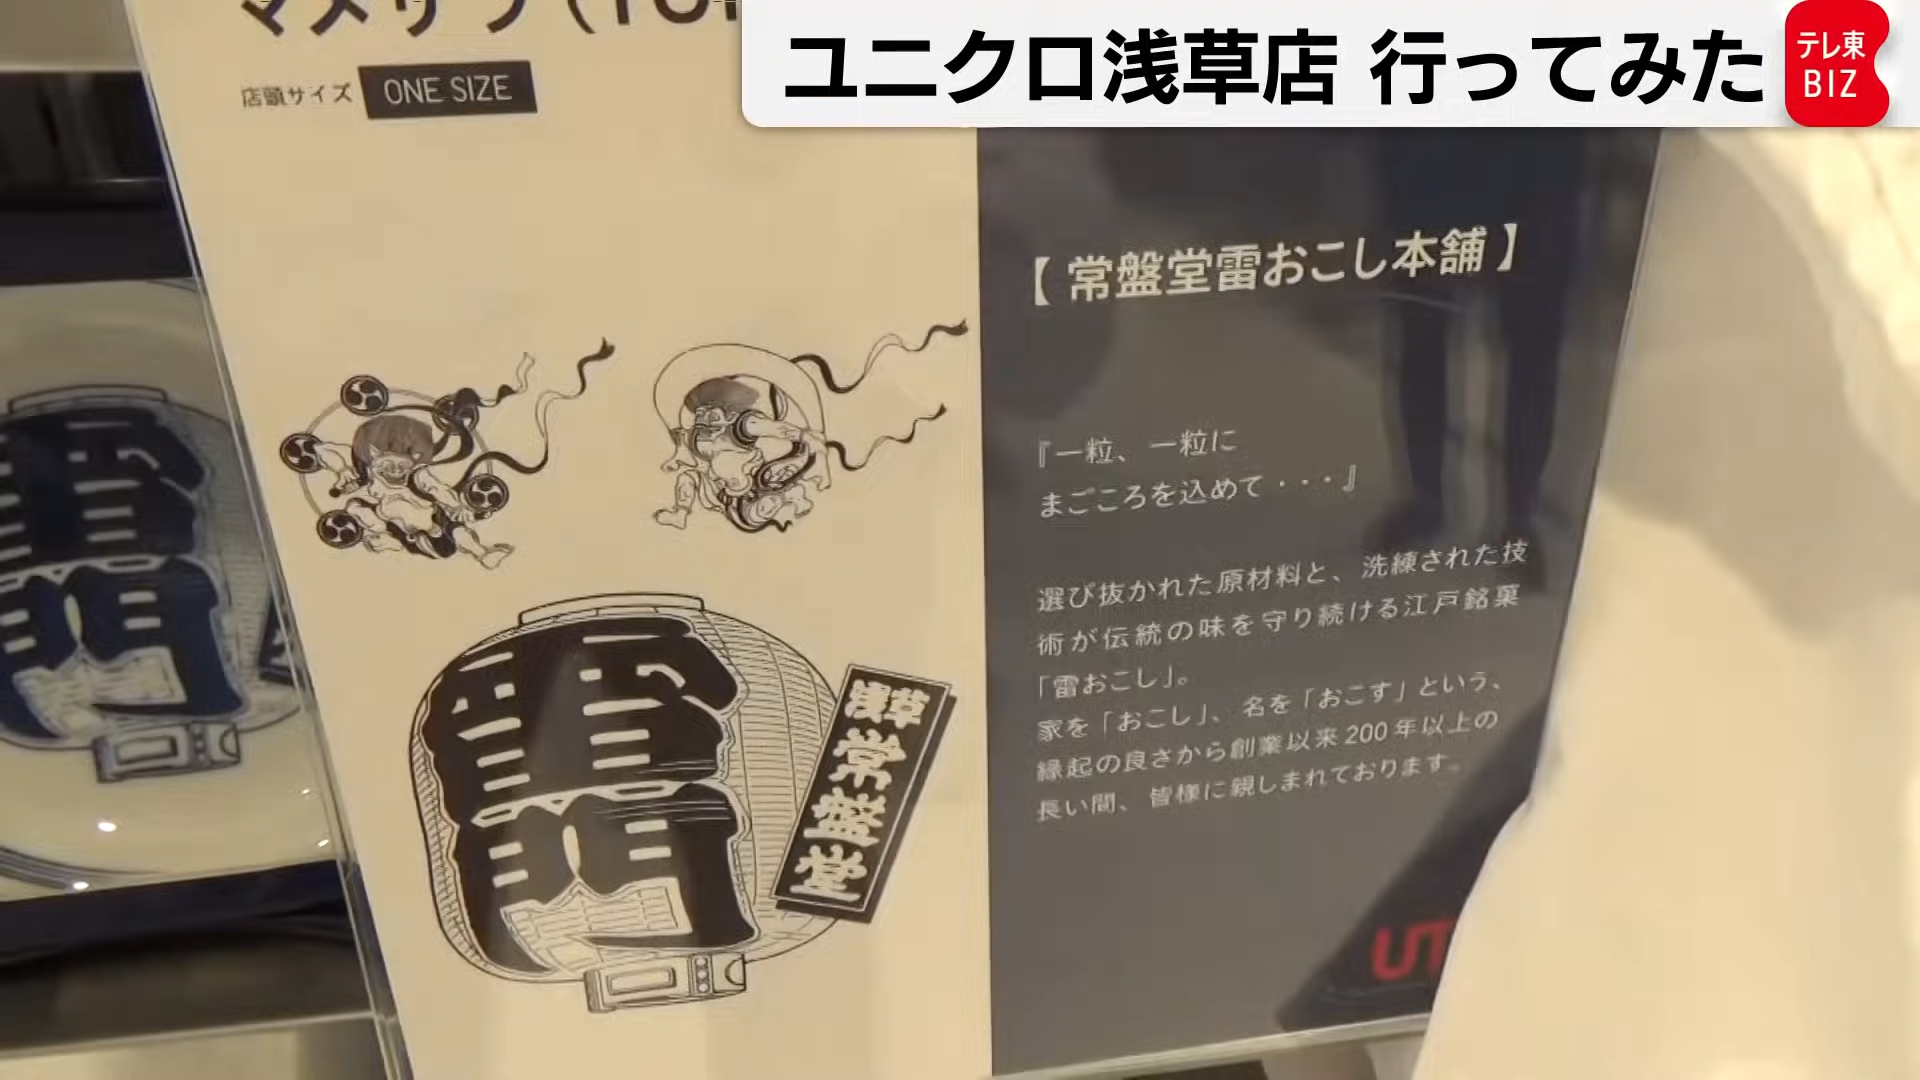 ユニクロ浅草店 行ってみた
テレ東
BIZ
店頭サイズ ONE SIZE
【 常盤堂雷おこし本舗 】
『一粒、一粒に
まごころを込めて・・・』
選び抜かれた原材料と、洗練された技
術が伝統の味を守り続ける江戸銘菓
「雷おこし」。
家を「おこし」、名を「おこす」という、
縁起の良さから創業以来200年以上の
長い間、皆様に親しまれております。
雷門
浅草
常盤堂
雷門
UT